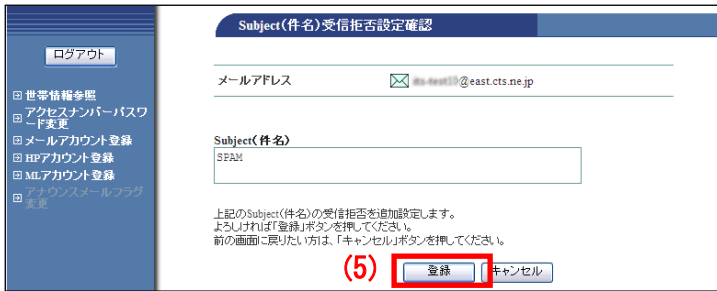 Subject(件名)受信拒否設定確認
ログアウト
世帯情報参照
アクセスナンバーパスワ
ード変更
メールアカウント登録
HPアカウント登録
MLアカウント登録
アナウンスメールフラグ
変更
メールアドレス
@east.cts.ne.jp
Subject(件名)
SPAM
上記のSubject(件名)の受信拒否を追加設定します。
よろしければ「登録」ボタンを押してください。
前の画面に戻りたい方は、「キャンセル」ボタンを押してください。
(5) 登録 キャンセル